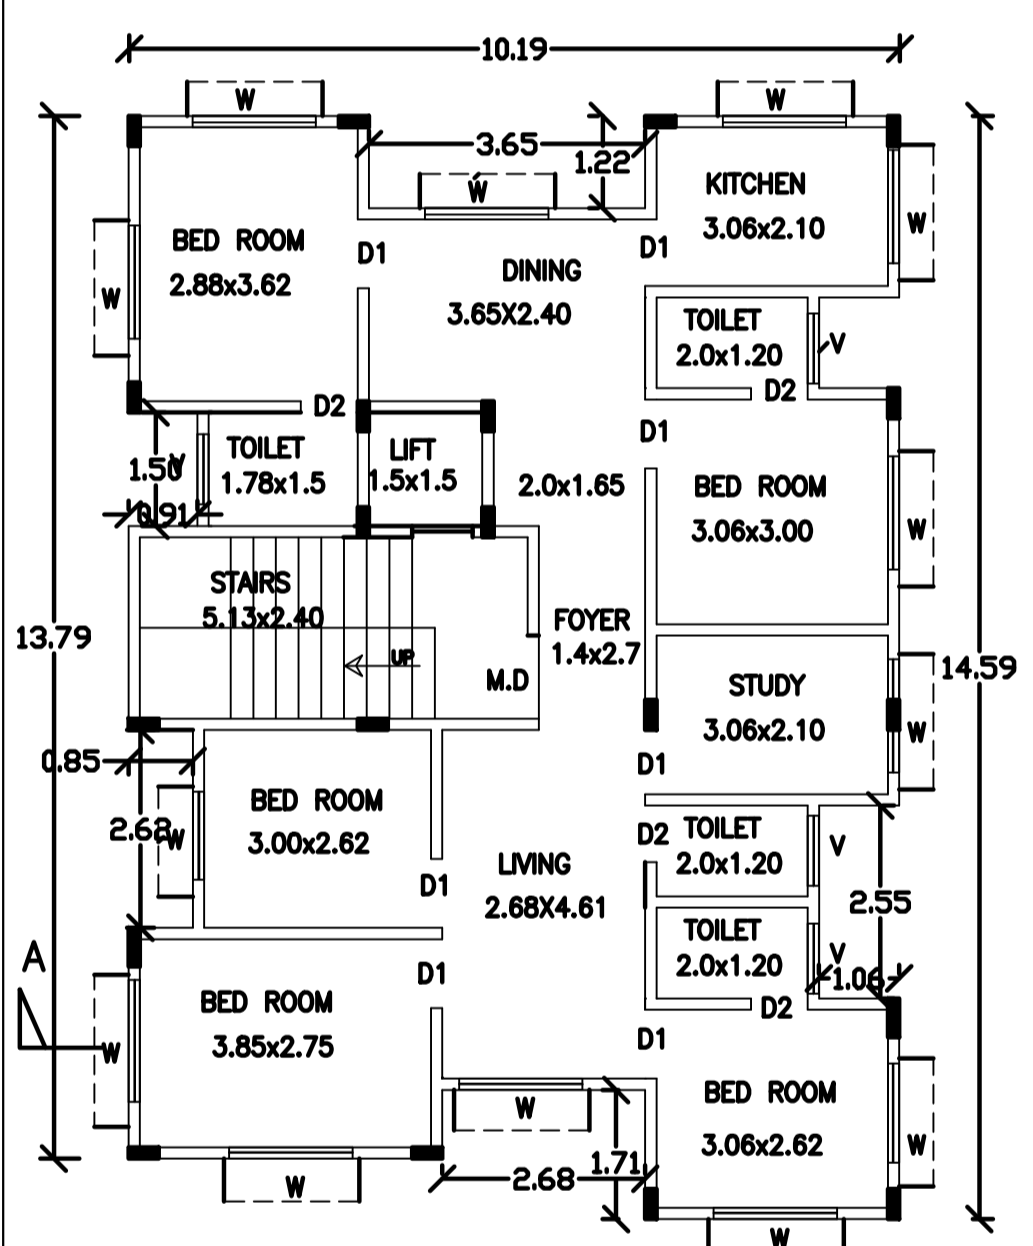 10.19
W
W
3.65
1.22
W
KITCHEN
3.06x2.10
W
BED ROOM
2.88x3.62
D1
D1
DINING
3.65X2.40
W
TOILET
2.0x1.20
V
D2
D2
D1
TOILET
1.78x1.5
LIFT
1.5x1.5
1.50
V
0.91
2.0x1.65
BED ROOM
3.06x3.00
W
STAIRS
5.13x2.40
FOYER
1.4x2.7
13.79
14.59
UP
M.D
STUDY
3.06x2.10
W
0.85
D1
BED ROOM
3.00x2.62
2.62
W
D2
TOILET
2.0x1.20
V
LIVING
2.68X4.61
D1
2.55
TOILET
2.0x1.20
V
1.06
A
D1
BED ROOM
3.85x2.75
W
D2
D1
BED ROOM
3.06x2.62
W
W
1.71
2.68
W
W